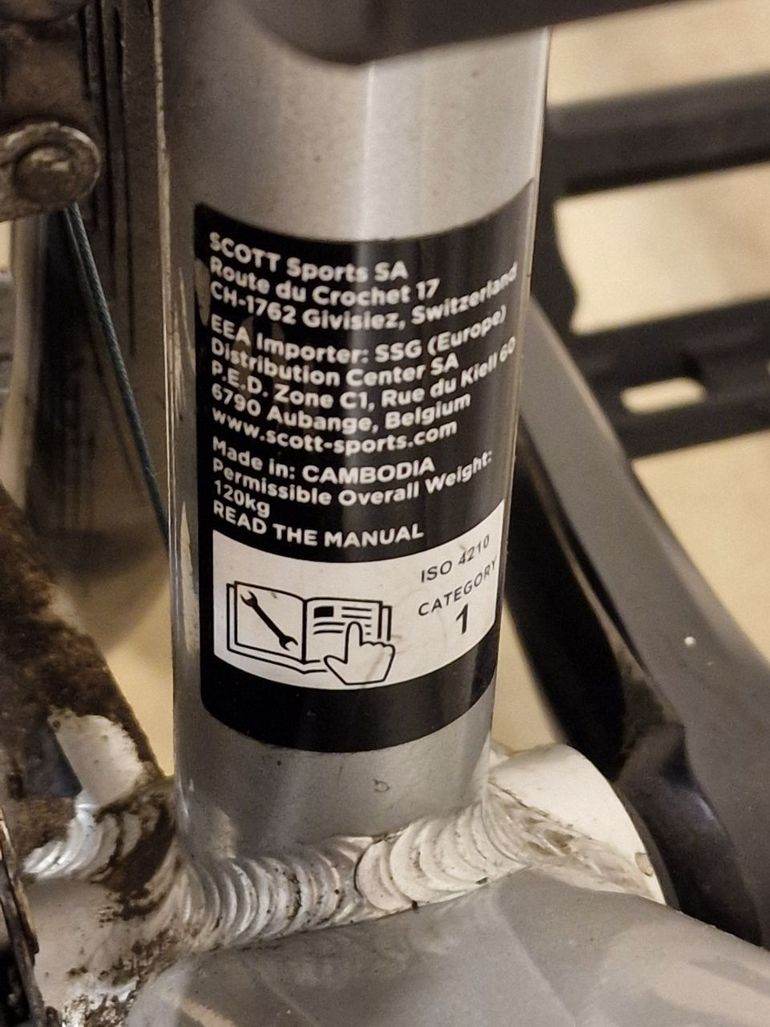 SCOTT Sports SA
Route du Crochet 17
CH-1762 Givisiez, Switzerland
EEA Importer: SSG (Europe)
Distribution Center SA
P.E.D. Zone C1, Rue du Kiell 60
6790 Aubange, Belgium
www.scott-sports.com
Made in: CAMBODIA
Permissible Overall Weight:
120kg
READ THE MANUAL
ISO 4210
CATEGORY
1